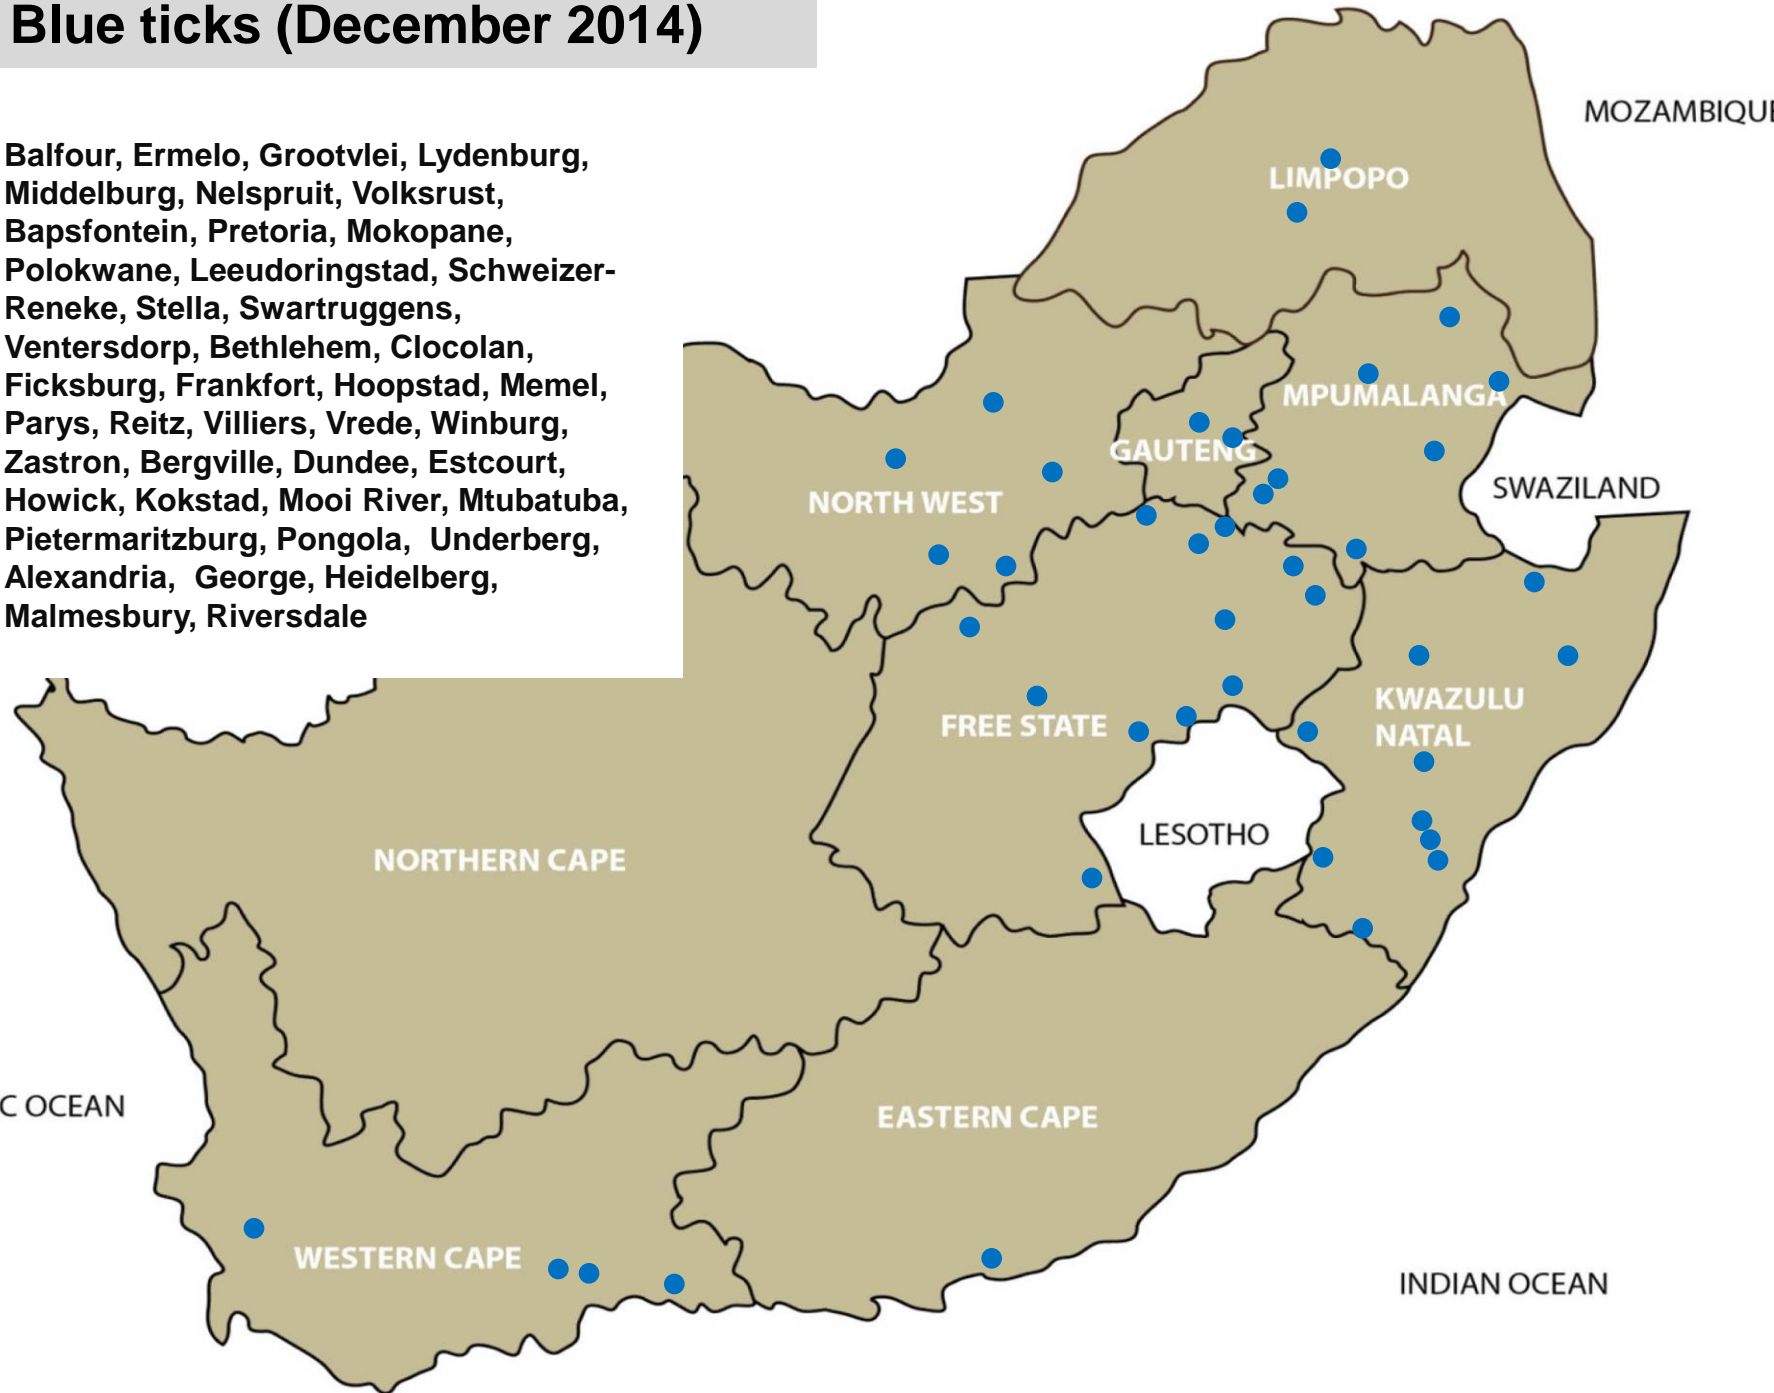 Blue ticks (December 2014)
Balfour, Ermelo, Grootvlei, Lydenburg,
Middelburg, Nelspruit, Volksrust,
Bapsfontein, Pretoria, Mokopane,
Polokwane, Leeudoringstad, Schweizer-
Reneke, Stella, Swartruggens,
Ventersdorp, Bethlehem, Clocolan,
Ficksburg, Frankfort, Hoopstad, Memel,
Parys, Reitz, Villiers, Vrede, Winburg,
Zastron, Bergville, Dundee, Estcourt,
Howick, Kokstad, Mooi River, Mtubatuba,
Pietermaritzburg, Pongola, Underberg,
Alexandria, George, Heidelberg,
Malmesbury, Riversdale
MOZAMBIQUE
LIMPOPO
MPUMALANGA
GAUTENG
SWAZILAND
NORTH WEST
KWAZULU
NATAL
FREE STATE
LESOTHO
NORTHERN CAPE
C OCEAN
EASTERN CAPE
WESTERN CAPE
INDIAN OCEAN